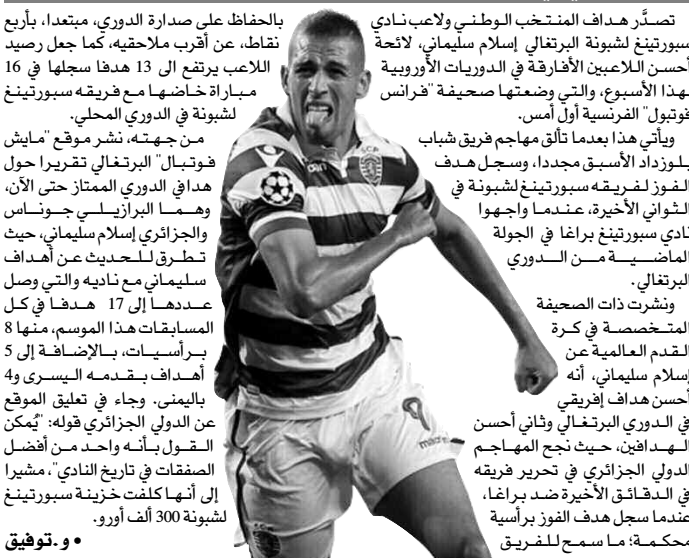 تصدَّر هداف المنتخب الوطني ولاعب نادي
سبورتينغ لشبونة البرتغالي إسلام سليماني، لائحة
أحسن اللاعبين الأفارقة في الدوريات الأوروبية
لهذا الأسبوع، والتي وضعتها صحيفة "فرانس
فوتبول" الفرنسية أول أمس.
ويأتي هذا بعدما تألق مهاجم فريق شباب
بلوزداد الأسبق مجددا، وسجل هدف
الفوز لفريقه سبورتينغ لشبونة في
الثواني الأخيرة، عندما واجهوا
نادي سبورتينغ براغا في الجولة
الماضية من الدوري
البرتغالي.
ونشرت ذات الصحيفة
المتخصصة في كرة
القدم العالمية عن
إسلام سليماني، أنه
أحسن هداف إفريقي
في الدوري البرتغالي وثاني أحسن
الهدافين، حيث نجح المهاجم
الدولي الجزائري في تحرير فريقه
في الدقائق الأخيرة ضد براغا،
عندما سجل هدف الفوز برأسية
محكمة؛ ما سمح للفريق
بالحفاظ على صدارة الدوري، مبتعدا، بأربع
نقاط، عن أقرب ملاحقيه، كما جعل رصيد
اللاعب يرتفع الى 13 هدفا سجلها في 16
مباراة خاضها مع فريقه سبورتينغ
لشبونة في الدوري المحلي.
من جهته، نشر موقع "مايش
فوتبال" البرتغالي تقريرا حول
هدافي الدوري الممتاز حتى الآن،
وهما البرازيلي جوناس
والجزائري إسلام سليماني، حيث
تطرق للحديث عن أهداف
سليماني مع ناديه والتي وصل
عددها إلى 17 هدفا في كل
المسابقات هذا الموسم، منها 8
برأسيات، بالإضافة إلى 5
أهداف بقدمه اليسرى و4
باليمنى. وجاء في تعليق الموقع
عن الدولي الجزائري قوله: "يُمكن
القول بأنه واحد من أفضل
الصفقات في تاريخ النادي"، مشيرا
إلى أنها كلفت خزينة سبورتينغ
لشبونة 300 ألف أورو.
• و.توفيق
SCP
9
macron